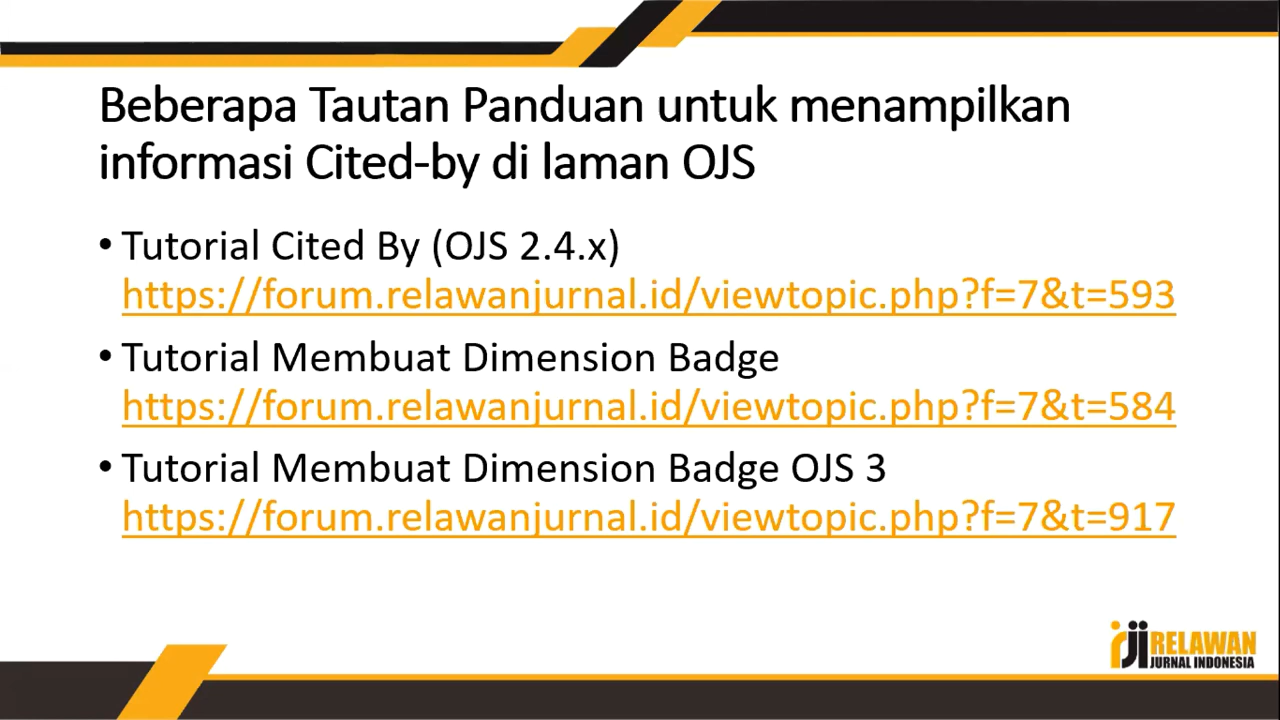 Beberapa Tautan Panduan untuk menampilkan
informasi Cited-by di laman OJS
• Tutorial Cited By (OJS 2.4.x)
https://forum.relawanjurnal.id/viewtopic.php?f=7&t=593
• Tutorial Membuat Dimension Badge
https://forum.relawanjurnal.id/viewtopic.php?f=7&t=584
• Tutorial Membuat Dimension Badge OJS 3
https://forum.relawanjurnal.id/viewtopic.php?f=7&t=917
rji RELAWAN
JURNAL INDONESIA